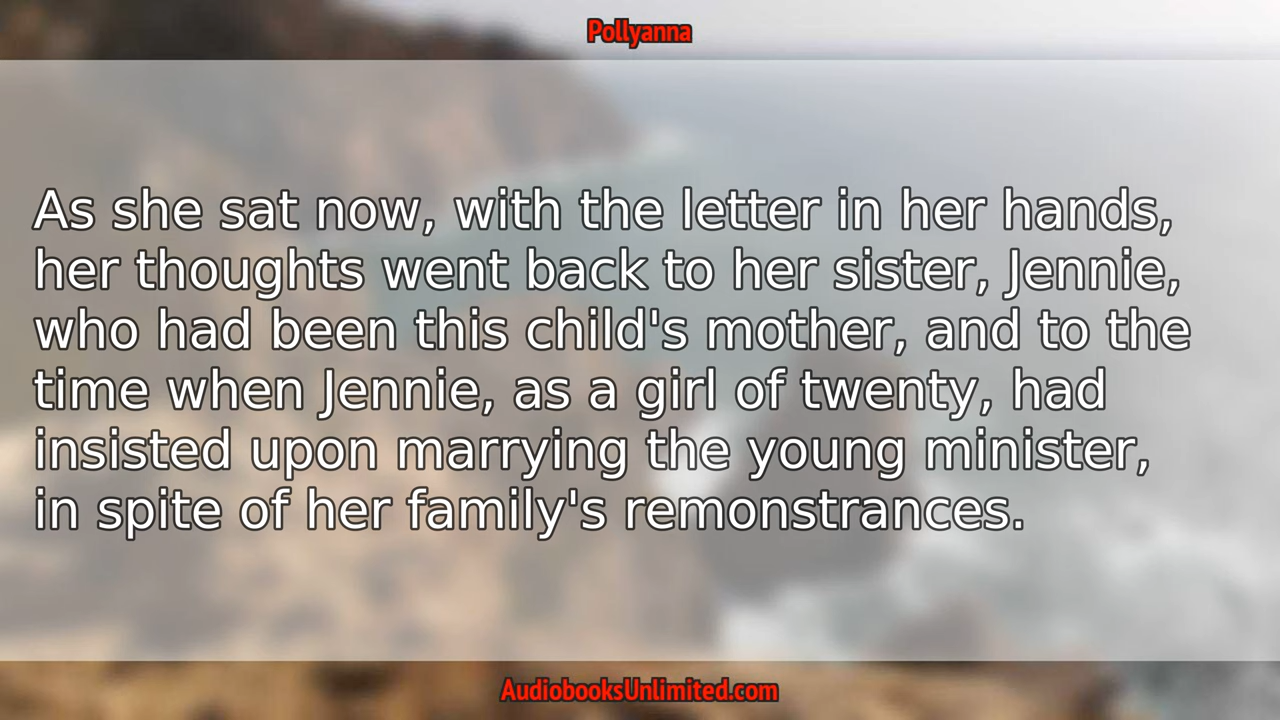 Pollyanna
As she sat now, with the letter in her hands,
her thoughts went back to her sister, Jennie,
who had been this child's mother, and to the
time when Jennie, as a girl of twenty, had
insisted upon marrying the young minister,
in spite of her family's remonstrances.
AudiobooksUnlimited.com